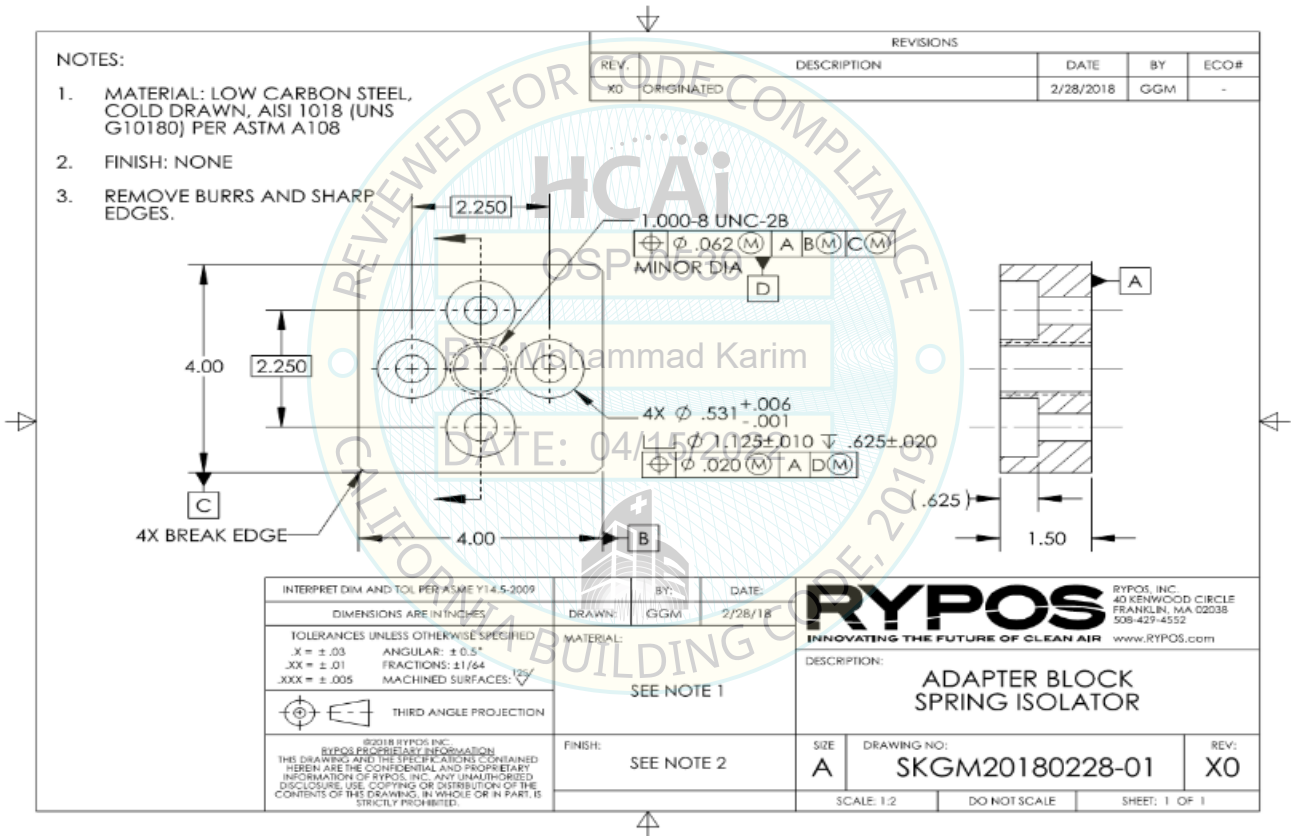 NOTES:
1. MATERIAL: LOW CARBON STEEL,
COLD DRAWN, AISI 1018 (UNS
G10180) PER ASTM A108
2. FINISH: NONE
3. REMOVE BURRS AND SHARP
EDGES.
REVISIONS
REV. DESCRIPTION DATE BY ECO#
X0 ORIGINATED 2/28/2018 GGM -
REVIEWED FOR CODE COMPLIANCE
HCAi
OSP-0530
BY: Mohammad Karim
DATE: 04/15/2022
CALIFORNIA BUILDING CODE, 2019
2.250
1.000-8 UNC-2B
⌖ Ø .062 Ⓜ A BⓂ CⓂ
MINOR DIA
D
A
4.00
2.250
4X Ø .531 +.006
-.001
⌴ Ø 1.125±.010 ↧ .625±.020
⌖ Ø .020 Ⓜ A DⓂ
C
4X BREAK EDGE
4.00
B
(.625)
1.50
INTERPRET DIM AND TOL PER ASME Y14.5-2009
DIMENSIONS ARE IN INCHES
TOLERANCES UNLESS OTHERWISE SPECIFIED
.X = ± .03 ANGULAR: ± 0.5°
.XX = ± .01 FRACTIONS: ±1/64
.XXX = ± .005 MACHINED SURFACES: 125
THIRD ANGLE PROJECTION
©2018 RYPOS INC.
RYPOS PROPRIETARY INFORMATION
THIS DRAWING AND THE SPECIFICATIONS CONTAINED
HEREIN ARE THE CONFIDENTIAL AND PROPRIETARY
INFORMATION OF RYPOS, INC. ANY UNAUTHORIZED
DISCLOSURE, USE, COPYING OR DISTRIBUTION OF THE
CONTENTS OF THIS DRAWING, IN WHOLE OR IN PART, IS
STRICTLY PROHIBITED.
BY: DATE:
DRAWN: GGM 2/28/18
MATERIAL:
SEE NOTE 1
FINISH:
SEE NOTE 2
RYPOS
INNOVATING THE FUTURE OF CLEAN AIR
RYPOS, INC.
40 KENWOOD CIRCLE
FRANKLIN, MA 02038
508-429-4552
www.RYPOS.com
DESCRIPTION:
ADAPTER BLOCK
SPRING ISOLATOR
SIZE DRAWING NO: REV:
A SKGM20180228-01 X0
SCALE: 1:2 DO NOT SCALE SHEET: 1 OF 1